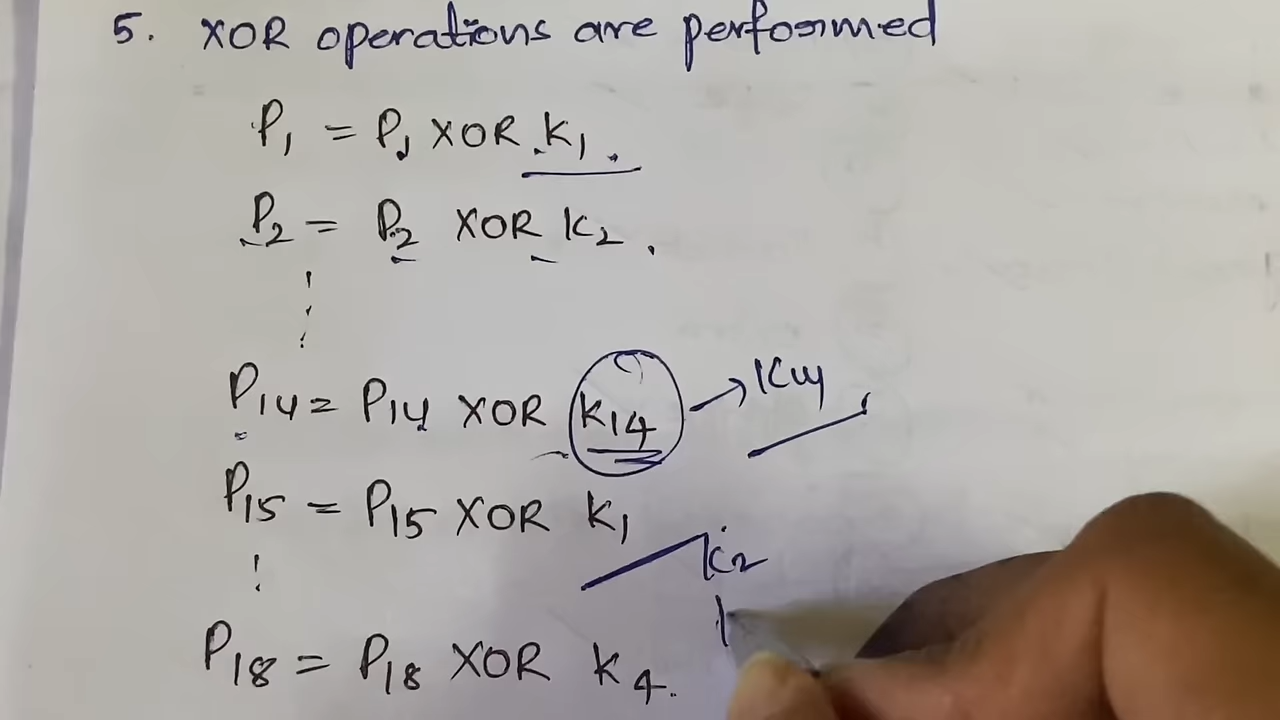 5. XOR operations are performed
P1 = P1 XOR K1.
P2 = P2 XOR K2.
P14 = P14 XOR K14 → K14
P15 = P15 XOR K1
K2
P18 = P18 XOR K4.